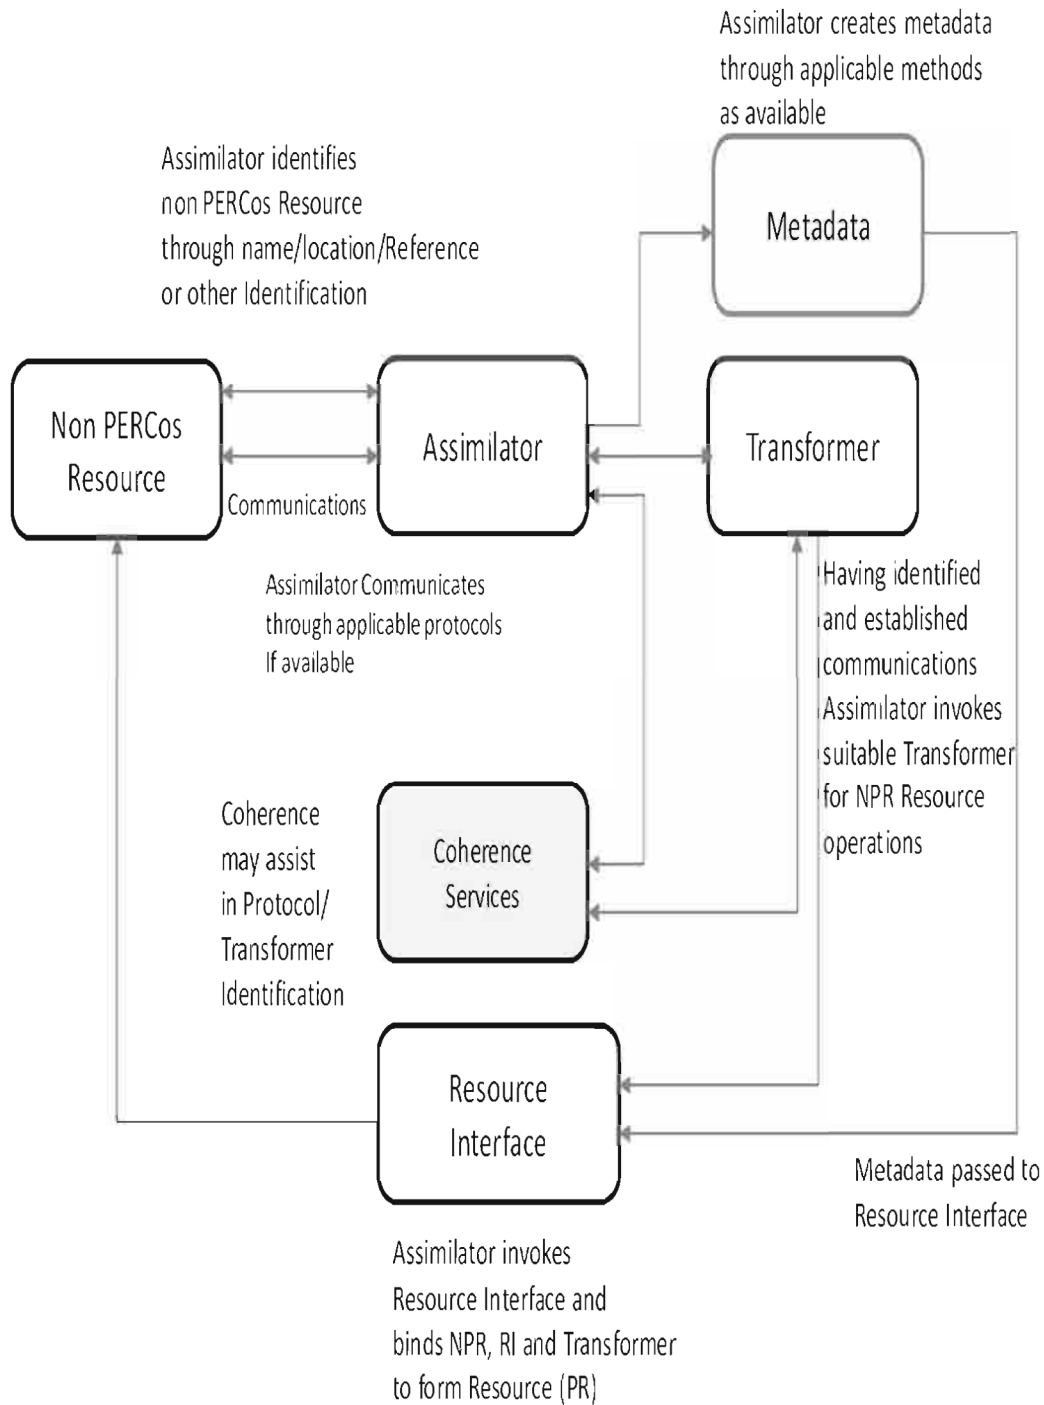 Assimilator creates metadata
through applicable methods
as available
Assimilator identifies
non PERCos Resource
through name/location/Reference
or other Identification
Metadata
Non PERCos
Resource
Assimilator
Transformer
Communications
Assimilator Communicates
through applicable protocols
If available
Having identified
and established
communications
Assimilator invokes
suitable Transformer
for NPR Resource
operations
Coherence
may assist
in Protocol/
Transformer
Identification
Coherence
Services
Resource
Interface
Metadata passed to
Resource Interface
Assimilator invokes
Resource Interface and
binds NPR, RI and Transformer
to form Resource (PR)